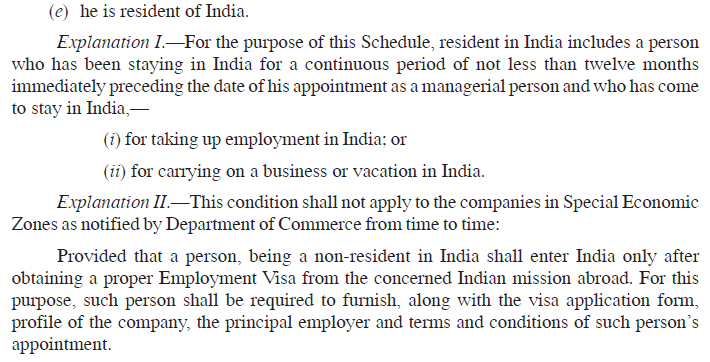 (e) he is resident of India.
Explanation I.—For the purpose of this Schedule, resident in India includes a person
who has been staying in India for a continuous period of not less than twelve months
immediately preceding the date of his appointment as a managerial person and who has come
to stay in India,—
(i) for taking up employment in India; or
(ii) for carrying on a business or vacation in India.
Explanation II.—This condition shall not apply to the companies in Special Economic
Zones as notified by Department of Commerce from time to time:
Provided that a person, being a non-resident in India shall enter India only after
obtaining a proper Employment Visa from the concerned Indian mission abroad. For this
purpose, such person shall be required to furnish, along with the visa application form,
profile of the company, the principal employer and terms and conditions of such person’s
appointment.